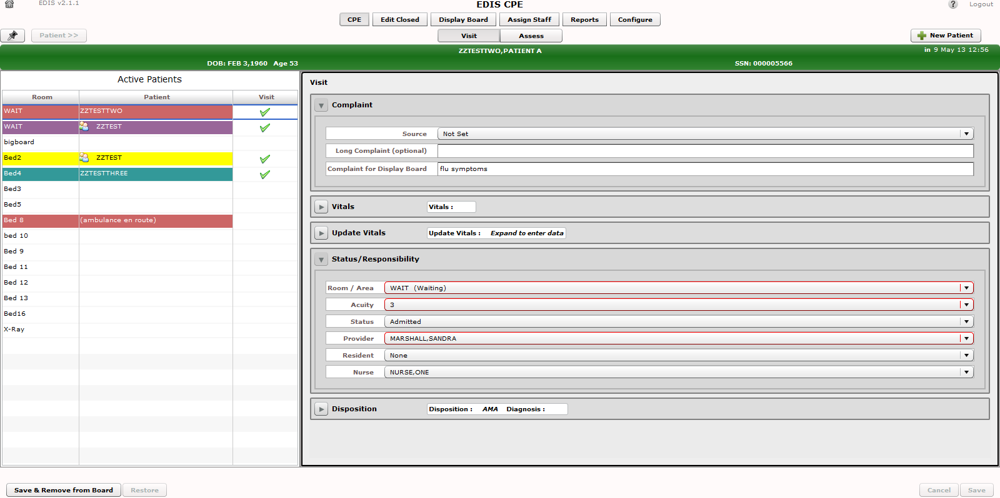 EDIS v2.1.1
EDIS CPE
? Logout
CPE Edit Closed Display Board Assign Staff Reports Configure
Patient >> Visit Assess New Patient
ZZTESTTWO,PATIENT A in 9 May 13 12:56
DOB: FEB 3,1960 Age 53 SSN: 000005566
Active Patients
Room Patient Visit
WAIT ZZTESTTWO
WAIT ZZTEST
bigboard
Bed2 ZZTEST
Bed4 ZZTESTTHREE
Bed3
Bed5
Bed 8 (ambulance en route)
bed 10
Bed 9
Bed 11
Bed 12
Bed 13
Bed16
X-Ray
Visit
Complaint
Source Not Set
Long Complaint (optional)
Complaint for Display Board flu symptoms
Vitals Vitals :
Update Vitals Update Vitals : Expand to enter data
Status/Responsibility
Room / Area WAIT (Waiting)
Acuity 3
Status Admitted
Provider MARSHALL,SANDRA
Resident None
Nurse NURSE,ONE
Disposition Disposition : AMA Diagnosis :
Save & Remove from Board Restore Cancel Save